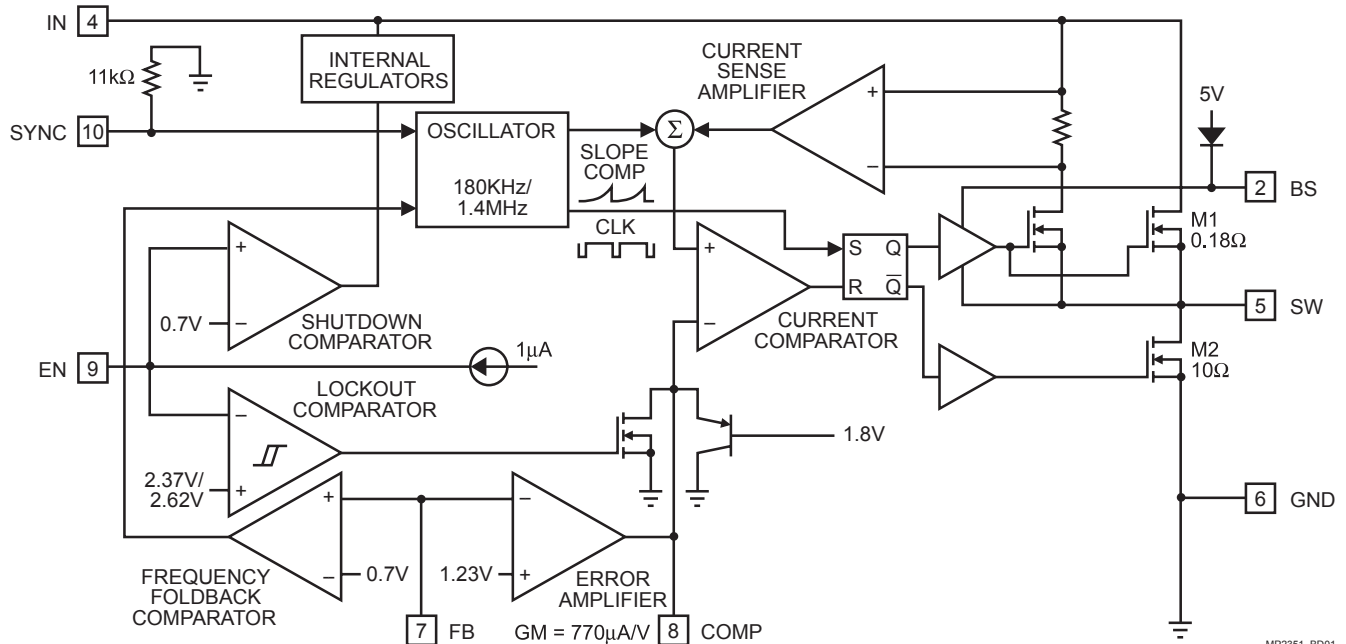 IN 4
INTERNAL
REGULATORS
11kΩ
SYNC 10
OSCILLATOR
180KHz/
1.4MHz
Σ
SLOPE
COMP
CLK
CURRENT
SENSE
AMPLIFIER
+
–
5V
2 BS
M1
0.18Ω
+
–
0.7V
SHUTDOWN
COMPARATOR
+
–
CURRENT
COMPARATOR
S Q
R Q̅
5 SW
M2
10Ω
EN 9
1µA
LOCKOUT
COMPARATOR
–
+
2.37V/
2.62V
1.8V
6 GND
+
–
0.7V
FREQUENCY
FOLDBACK
COMPARATOR
–
+
1.23V
ERROR
AMPLIFIER
7 FB
GM = 770µA/V
8 COMP
MP2351_BD01